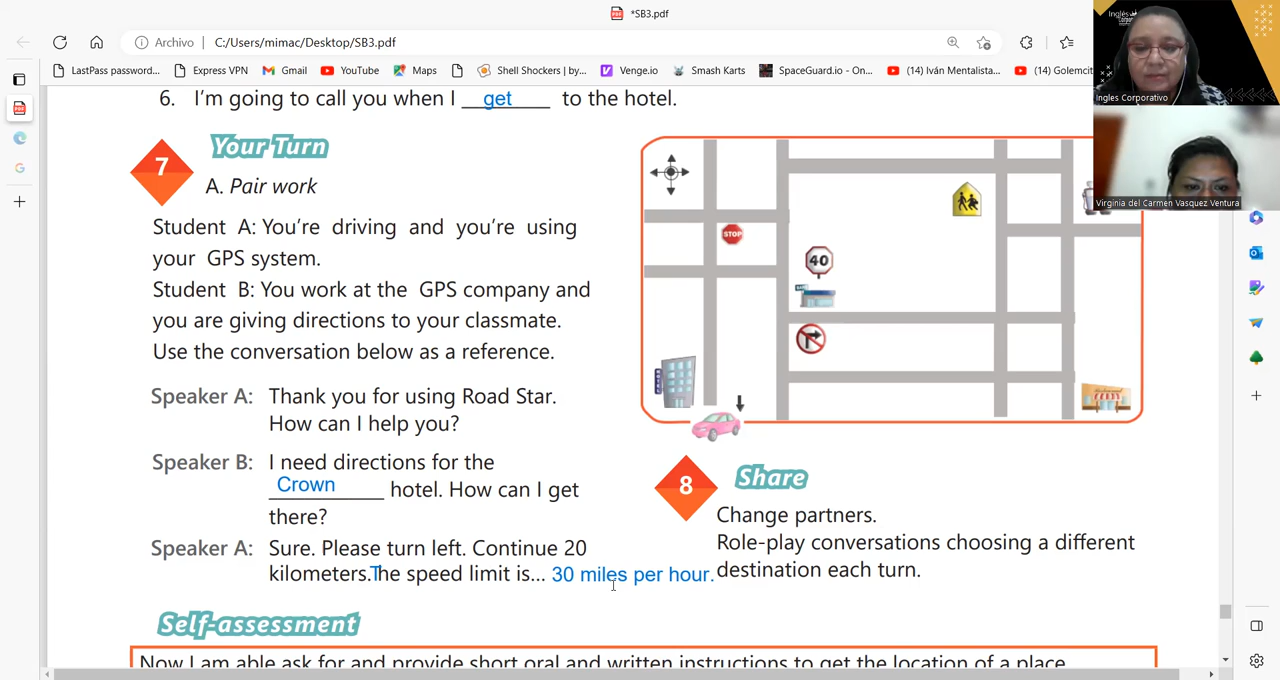 *SB3.pdf
Archivo
C:/Users/mimac/Desktop/SB3.pdf
LastPass password...
Express VPN
Gmail
YouTube
Maps
Shell Shockers | by...
Venge.io
Smash Karts
SpaceGuard.io - On...
(14) Iván Mentalista...
(14) Golemcit
Inglés
Ingles Corporativo
Virginia del Carmen Vasquez Ventura
6. I'm going to call you when I get to the hotel.
7 Your Turn
A. Pair work
Student A: You're driving and you're using
your GPS system.
Student B: You work at the GPS company and
you are giving directions to your classmate.
Use the conversation below as a reference.
Speaker A: Thank you for using Road Star.
How can I help you?
Speaker B: I need directions for the
Crown hotel. How can I get
there?
Speaker A: Sure. Please turn left. Continue 20
kilometers.The speed limit is... 30 miles per hour.
STOP
40
8 Share
Change partners.
Role-play conversations choosing a different
destination each turn.
Self-assessment
Now I am able ask for and provide short oral and written instructions to get the location of a place